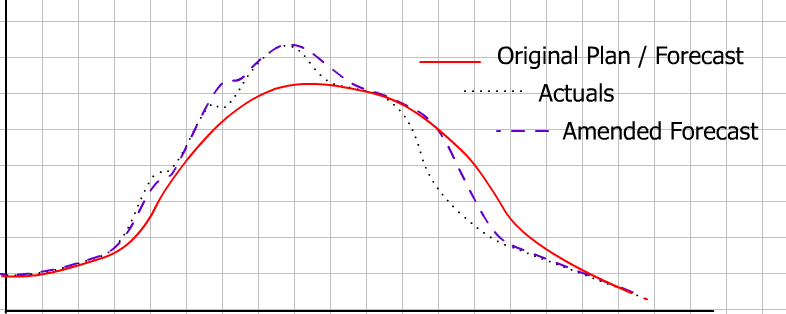 Original Plan / Forecast
Actuals
Amended Forecast